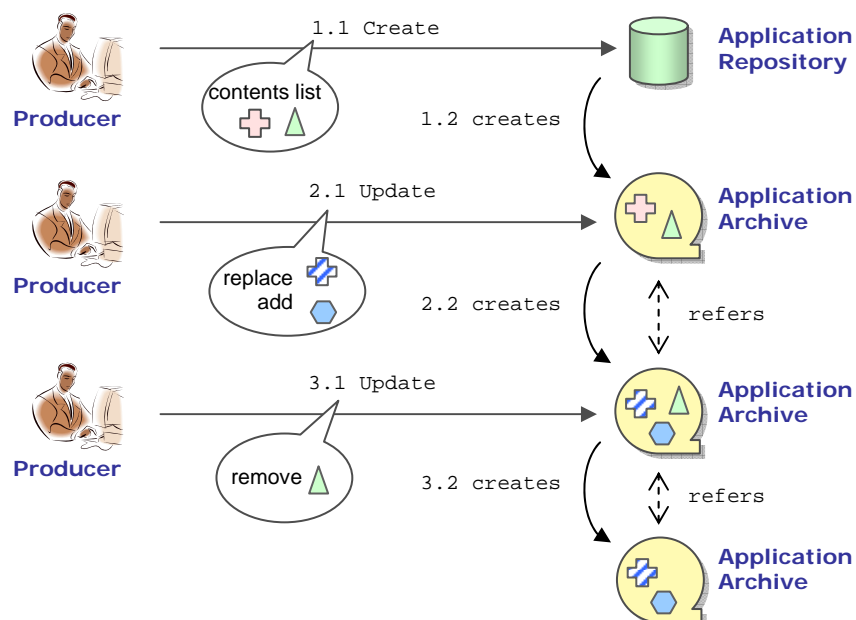 1.1 Create
Application
Repository
contents list
Producer
1.2 creates
2.1 Update
Application
Archive
replace
add
Producer
2.2 creates
refers
3.1 Update
Application
Archive
Producer
remove
3.2 creates
refers
Application
Archive